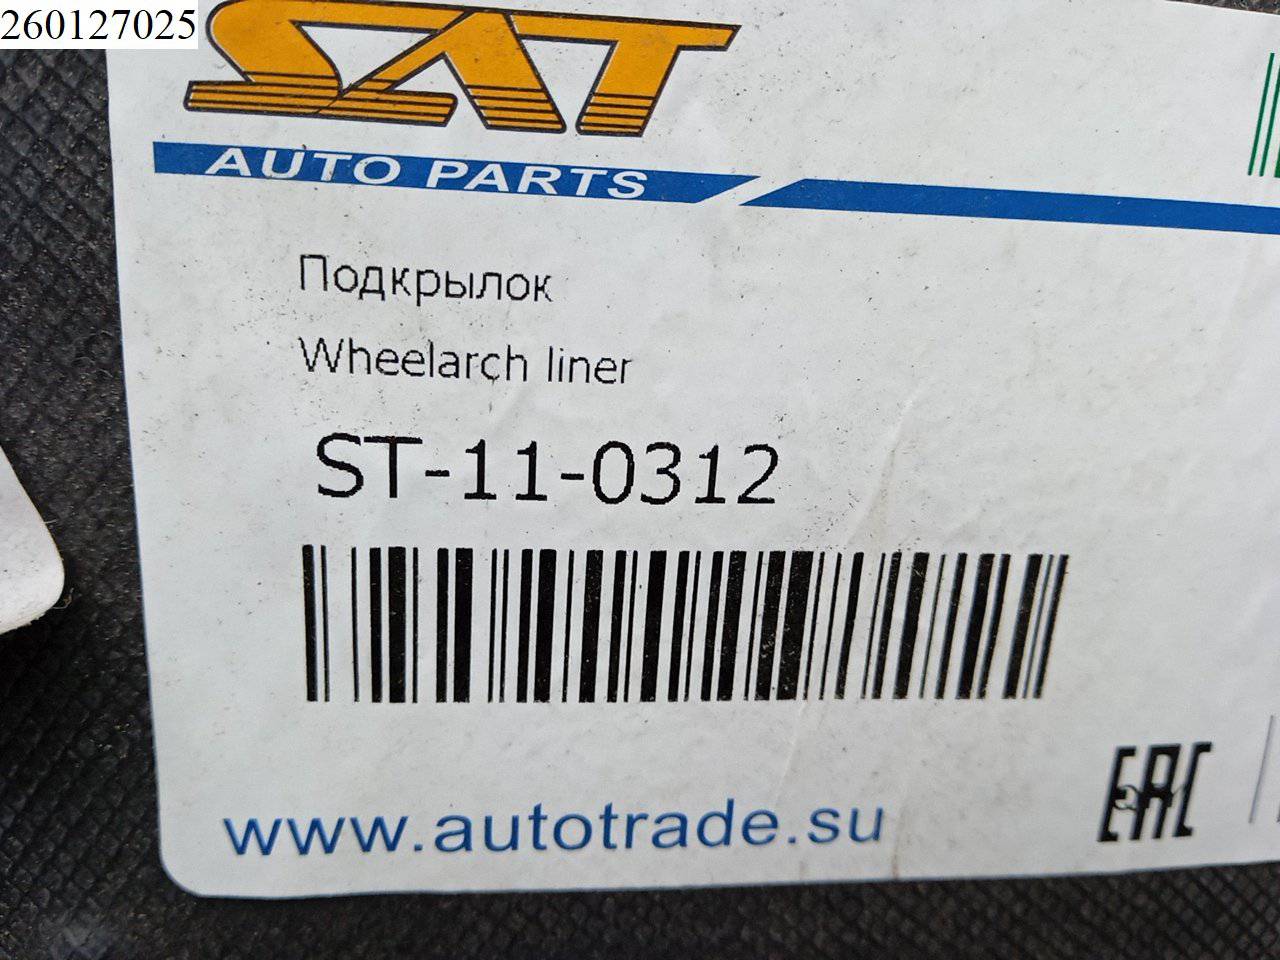 260127025
SAT
AUTO PARTS
Подкрылок
Wheelarch liner
ST-11-0312
www.autotrade.su
EAC